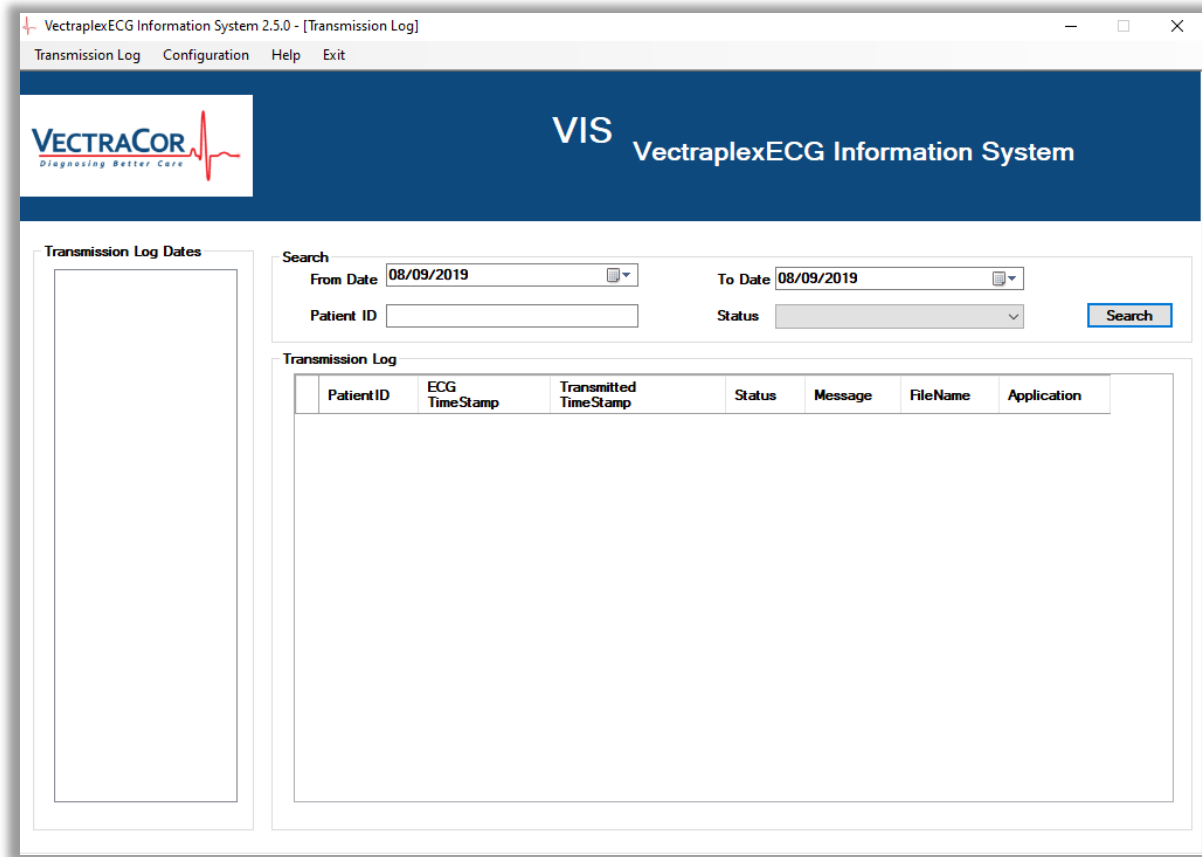 VectraplexECG Information System 2.5.0 - [Transmission Log]
Transmission Log Configuration Help Exit
VECTRACOR
Diagnosing Better Care
VIS VectraplexECG Information System
Transmission Log Dates
Search
From Date 08/09/2019 To Date 08/09/2019
Patient ID Status Search
Transmission Log
PatientID ECG TimeStamp Transmitted TimeStamp Status Message FileName Application